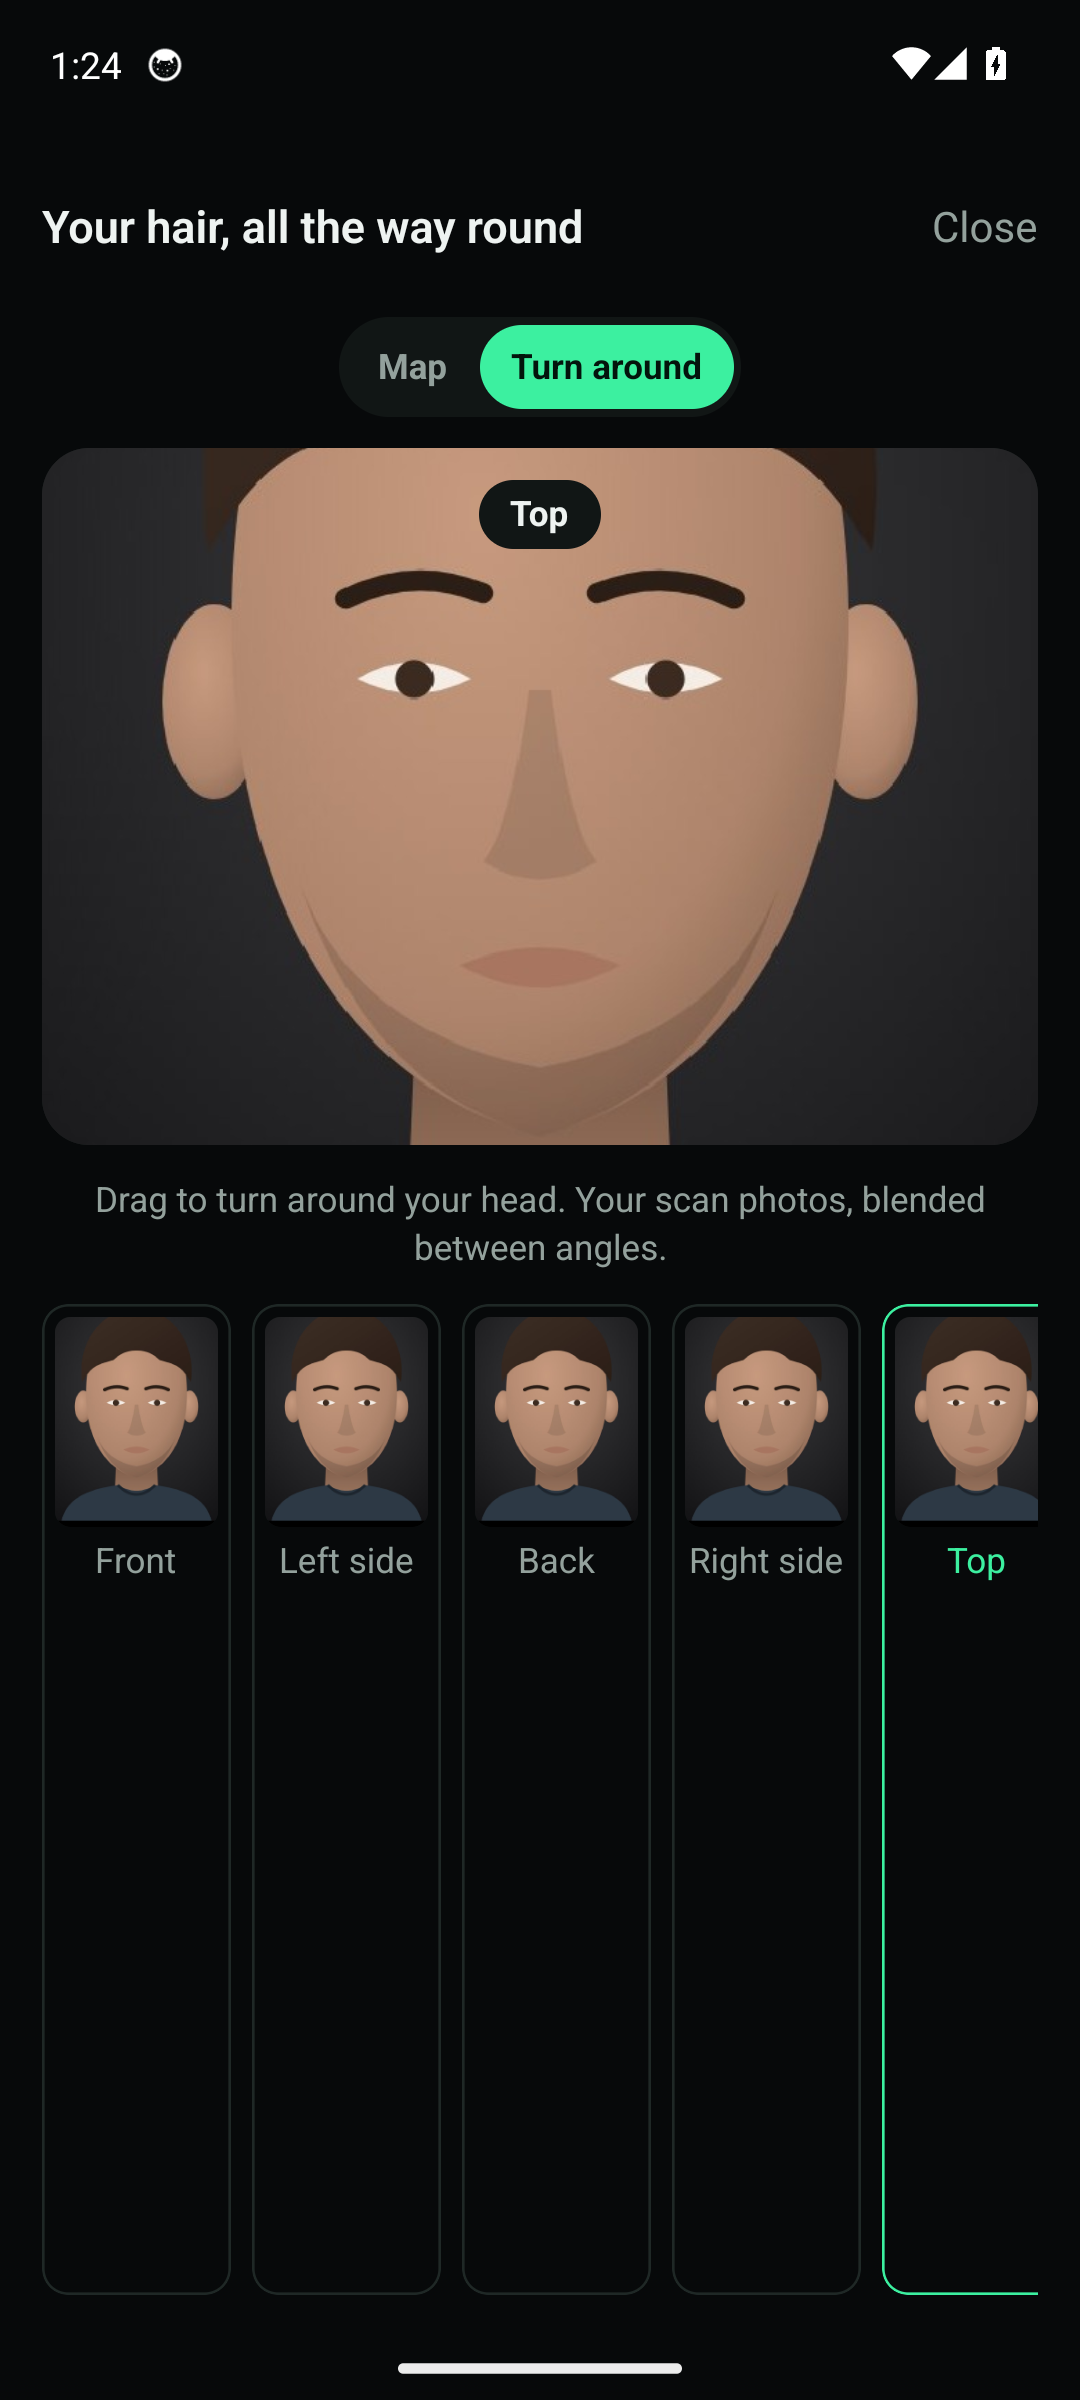 1:24
Your hair, all the way round
Close
Map
Turn around
Top
Drag to turn around your head. Your scan photos, blended
between angles.
Front
Left side
Back
Right side
Top